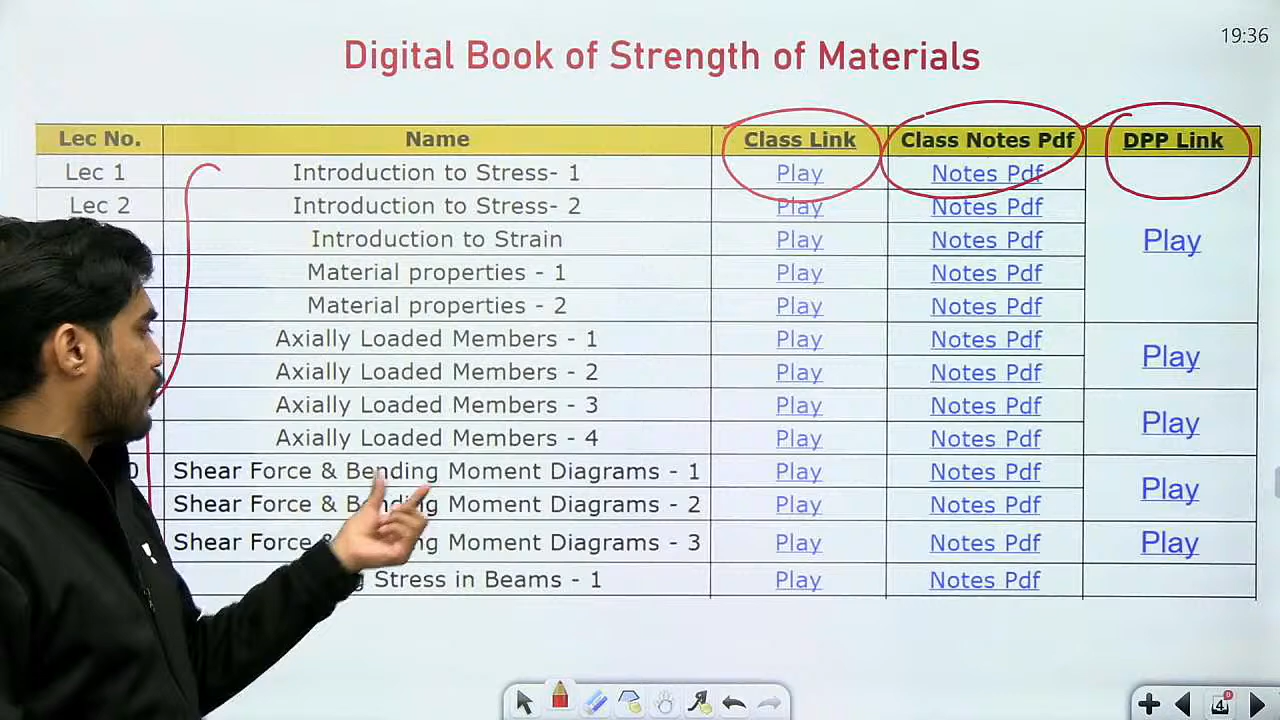 19:36
Digital Book of Strength of Materials
Lec No. Name Class Link Class Notes Pdf DPP Link
Lec 1 Introduction to Stress- 1 Play Notes Pdf
Lec 2 Introduction to Stress- 2 Play Notes Pdf
Introduction to Strain Play Notes Pdf Play
Material properties - 1 Play Notes Pdf
Material properties - 2 Play Notes Pdf
Axially Loaded Members - 1 Play Notes Pdf
Play
Axially Loaded Members - 2 Play Notes Pdf
Axially Loaded Members - 3 Play Notes Pdf
Play
Axially Loaded Members - 4 Play Notes Pdf
Shear Force & Bending Moment Diagrams - 1 Play Notes Pdf
Play
Shear Force & Bending Moment Diagrams - 2 Play Notes Pdf
Shear Force & Moment Diagrams - 3 Play Notes Pdf Play
Stress in Beams - 1 Play Notes Pdf